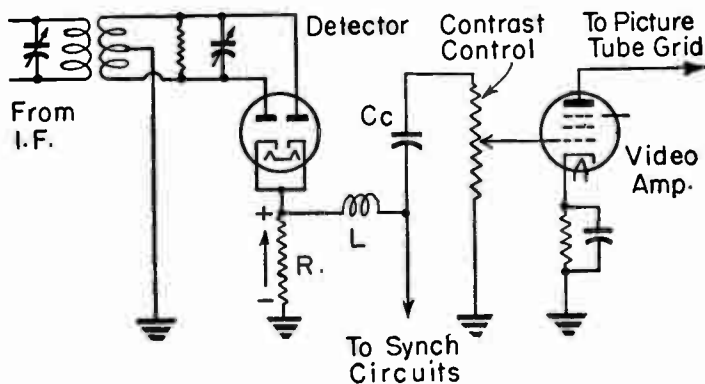 Detector
Contrast
Control
To Picture
Tube Grid
From
I.F.
Cc
Video
Amp.
+
L
R.
-
To Synch
Circuits